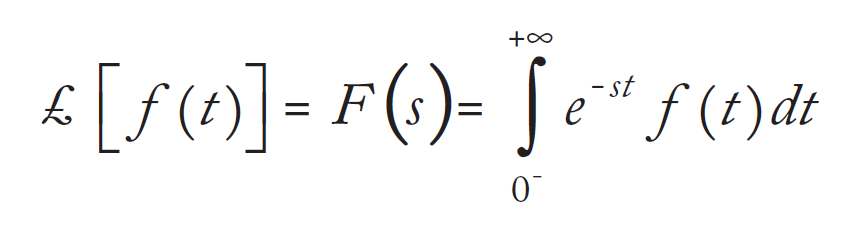 £ [f(t)] = F(s) = ∫₀⁻^+∞ e^-st f(t)dt